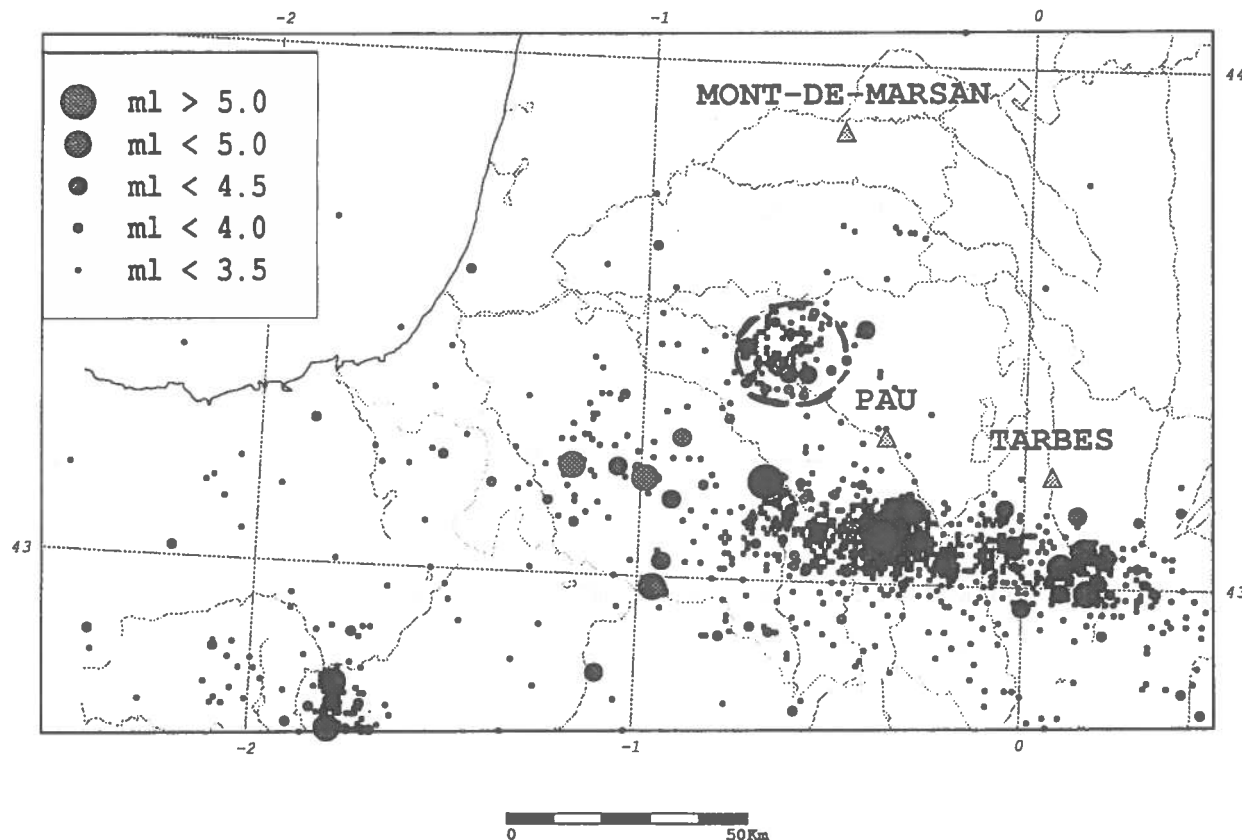 -2 -1 0
44
ml > 5.0
ml < 5.0
ml < 4.5
ml < 4.0
ml < 3.5
MONT-DE-MARSAN
PAU
TARBES
43 43
-2 -1 0
0 50Km